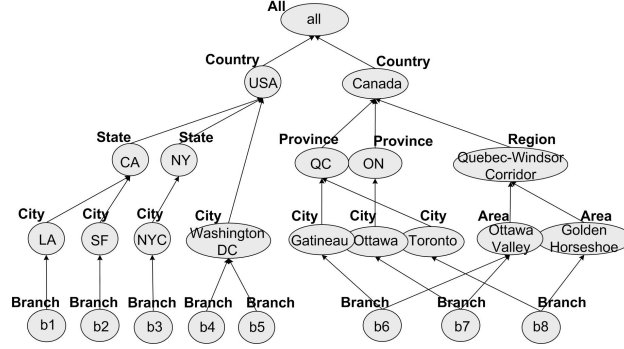 All
all
Country
Country
USA
Canada
State
State
Province
Province
Region
CA
NY
QC
ON
Quebec-Windsor
Corridor
City
City
City
City
City
City
City
Area
Area
LA
SF
NYC
Washington
DC
Gatineau
Ottawa
Toronto
Ottawa
Valley
Golden
Horseshoe
Branch
Branch
Branch
Branch
Branch
Branch
Branch
Branch
b1
b2
b3
b4
b5
b6
b7
b8